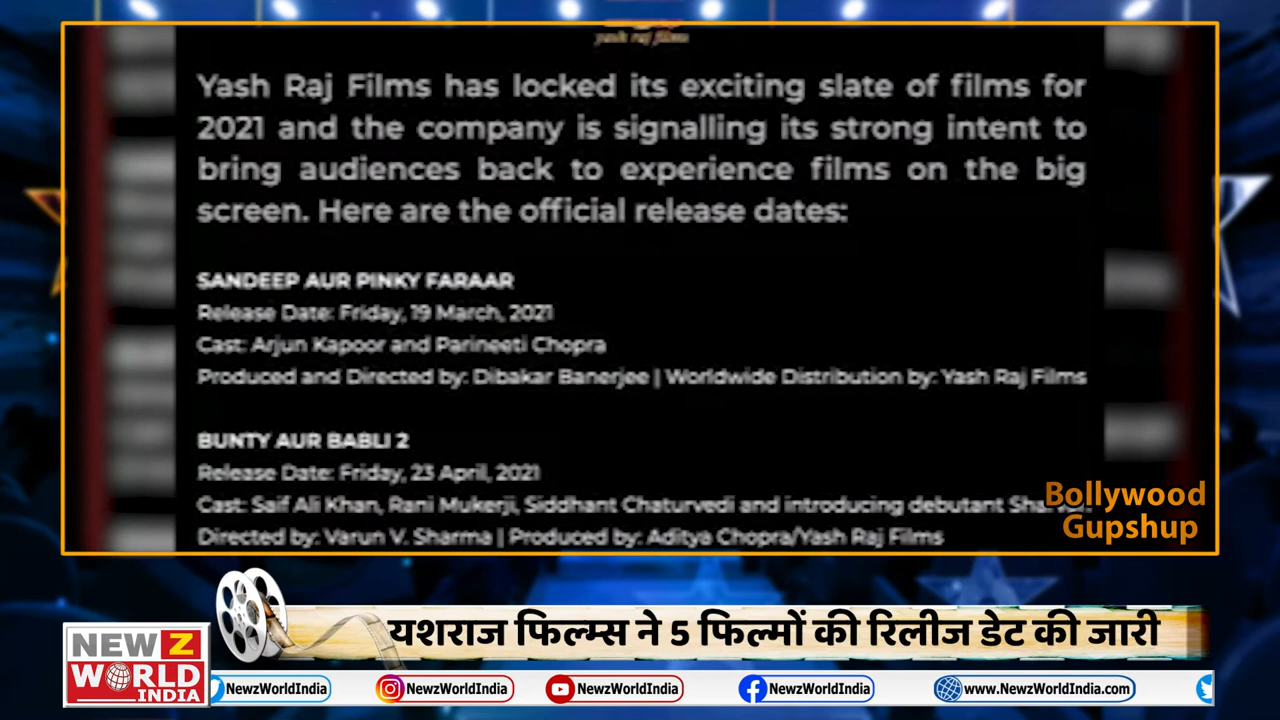 yash raj films
Yash Raj Films has locked its exciting slate of films for
2021 and the company is signalling its strong intent to
bring audiences back to experience films on the big
screen. Here are the official release dates:
SANDEEP AUR PINKY FARAAR
Release Date: Friday, 19 March, 2021
Cast: Arjun Kapoor and Parineeti Chopra
Produced and Directed by: Dibakar Banerjee | Worldwide Distribution by: Yash Raj Films
BUNTY AUR BABLI 2
Release Date: Friday, 23 April, 2021
Cast: Saif Ali Khan, Rani Mukerji, Siddhant Chaturvedi and introducing debutant
Directed by: Varun V. Sharma | Produced by: Aditya Chopra/Yash Raj Films
Bollywood
Gupshup
यशराज फिल्म्स ने 5 फिल्मों की रिलीज डेट की जारी
NEWZ
WORLD
INDIA
NewzWorldIndia
NewzWorldIndia
NewzWorldIndia
NewzWorldIndia
www.NewzWorldIndia.com